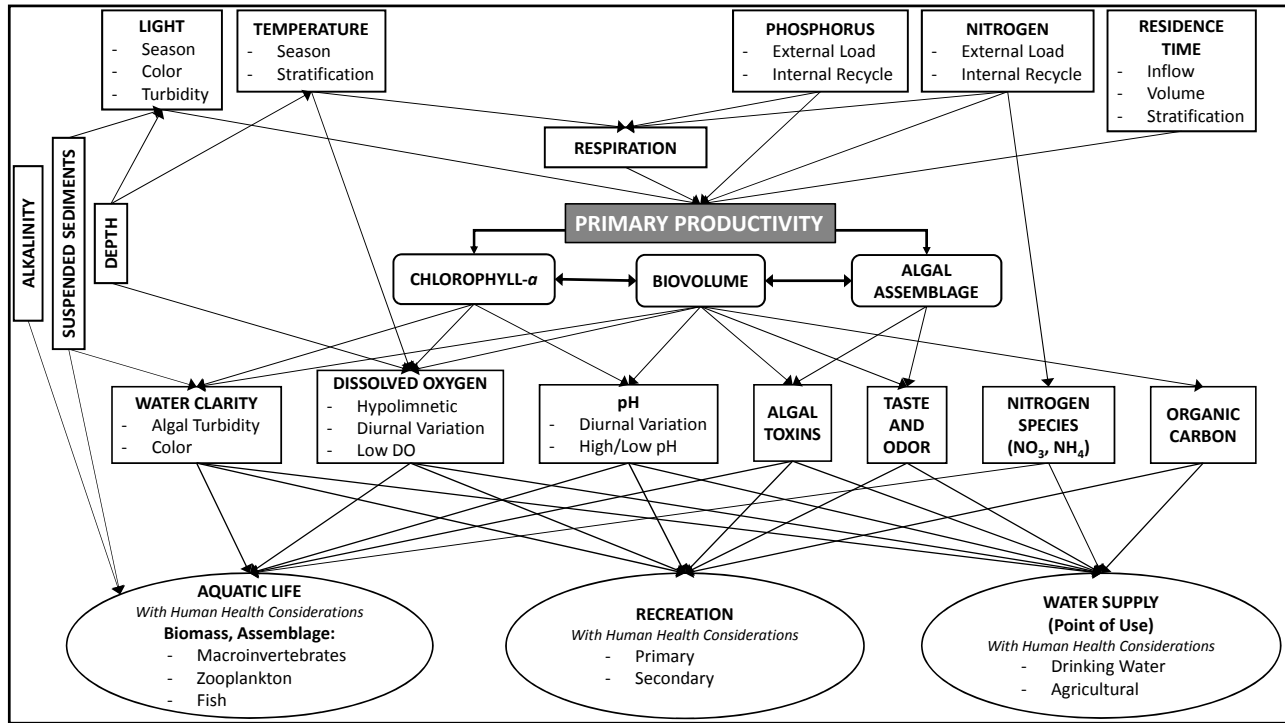 LIGHT
- Season
- Color
- Turbidity
TEMPERATURE
- Season
- Stratification
PHOSPHORUS
- External Load
- Internal Recycle
NITROGEN
- External Load
- Internal Recycle
RESIDENCE
TIME
- Inflow
- Volume
- Stratification
ALKALINITY
SUSPENDED SEDIMENTS
DEPTH
RESPIRATION
PRIMARY PRODUCTIVITY
CHLOROPHYLL-a
BIOVOLUME
ALGAL
ASSEMBLAGE
WATER CLARITY
- Algal Turbidity
- Color
DISSOLVED OXYGEN
- Hypolimnetic
- Diurnal Variation
- Low DO
pH
- Diurnal Variation
- High/Low pH
ALGAL
TOXINS
TASTE
AND
ODOR
NITROGEN
SPECIES
(NO3, NH4)
ORGANIC
CARBON
AQUATIC LIFE
With Human Health Considerations
Biomass, Assemblage:
- Macroinvertebrates
- Zooplankton
- Fish
RECREATION
With Human Health Considerations
- Primary
- Secondary
WATER SUPPLY
(Point of Use)
With Human Health Considerations
- Drinking Water
- Agricultural